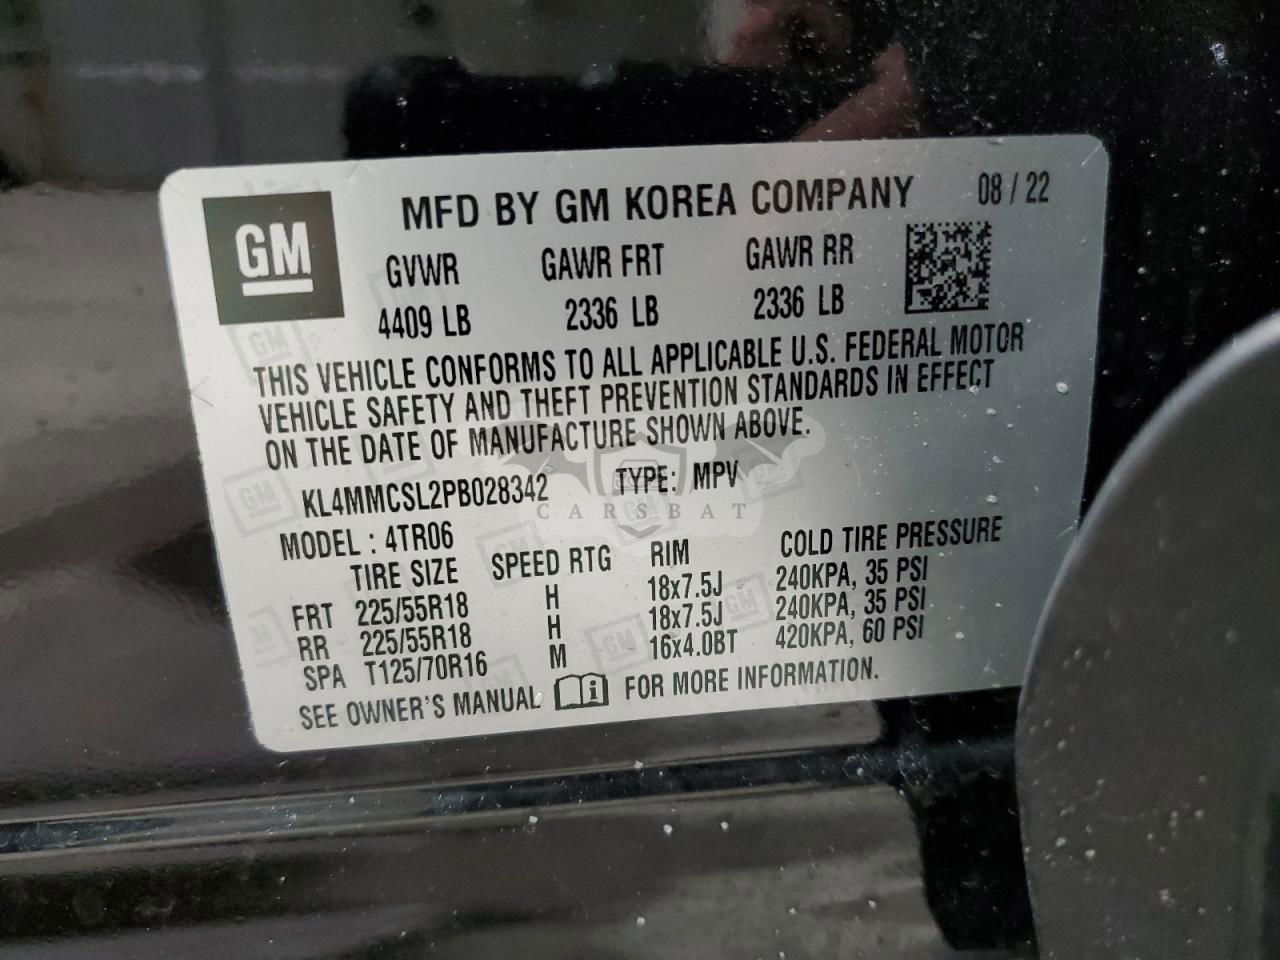 GM
MFD BY GM KOREA COMPANY 08 / 22
GVWR GAWR FRT GAWR RR
4409 LB 2336 LB 2336 LB
THIS VEHICLE CONFORMS TO ALL APPLICABLE U.S. FEDERAL MOTOR
VEHICLE SAFETY AND THEFT PREVENTION STANDARDS IN EFFECT
ON THE DATE OF MANUFACTURE SHOWN ABOVE.
KL4MMCSL2PB028342 TYPE: MPV
CARSBAT
MODEL : 4TR06
TIRE SIZE SPEED RTG RIM COLD TIRE PRESSURE
FRT 225/55R18 H 18x7.5J 240KPA, 35 PSI
RR 225/55R18 H 18x7.5J 240KPA, 35 PSI
SPA T125/70R16 M 16x4.0BT 420KPA, 60 PSI
SEE OWNER'S MANUAL i FOR MORE INFORMATION.